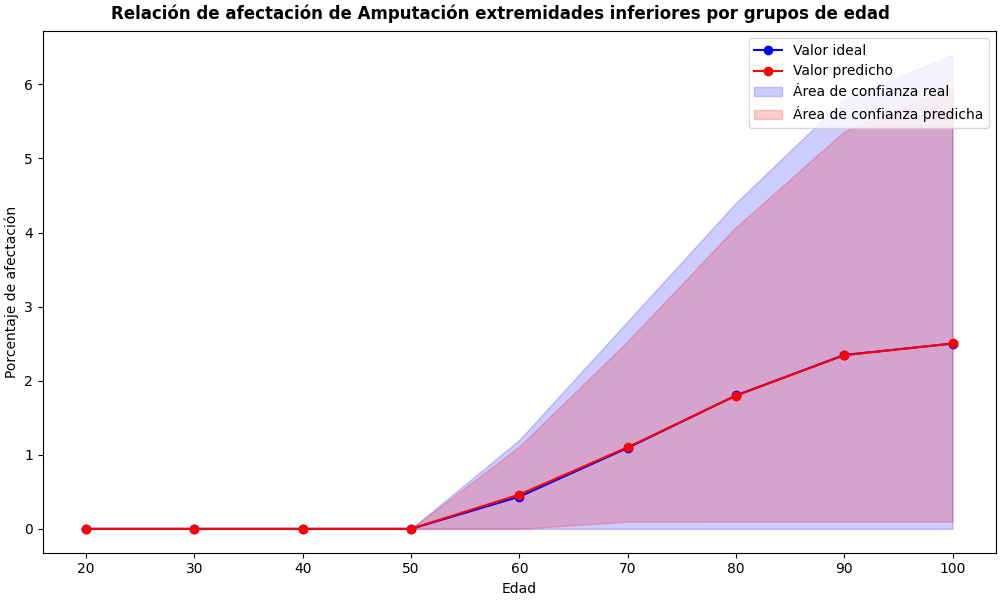 Relación de afectación de Amputación extremidades inferiores por grupos de edad
Valor ideal
Valor predicho
Área de confianza real
Área de confianza predicha
Porcentaje de afectación
6
5
4
3
2
1
0
20 30 40 50 60 70 80 90 100
Edad